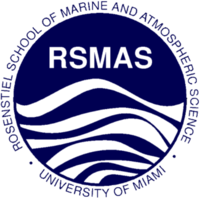 ROSENSTIEL SCHOOL OF MARINE AND ATMOSPHERIC SCIENCE
RSMAS
· UNIVERSITY OF MIAMI ·